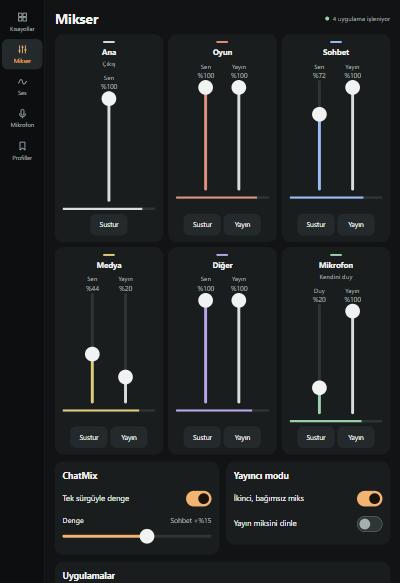 Mikser
4 uygulama işleniyor
Kısayollar
Mikser
Ses
Mikrofon
Profiller
Ana
Çıkış
Sen
%100
Sustur
Oyun
Sen Yayın
%100 %100
Sustur Yayın
Sohbet
Sen Yayın
%72 %100
Sustur Yayın
Medya
Sen Yayın
%44 %20
Sustur Yayın
Diğer
Sen Yayın
%100 %100
Sustur Yayın
Mikrofon
Kendini duy
Duy Yayın
%20 %100
Sustur Yayın
ChatMix
Tek sürgüyle denge
Denge Sohbet +%15
Yayıncı modu
İkinci, bağımsız miks
Yayın miksini dinle
Uygulamalar